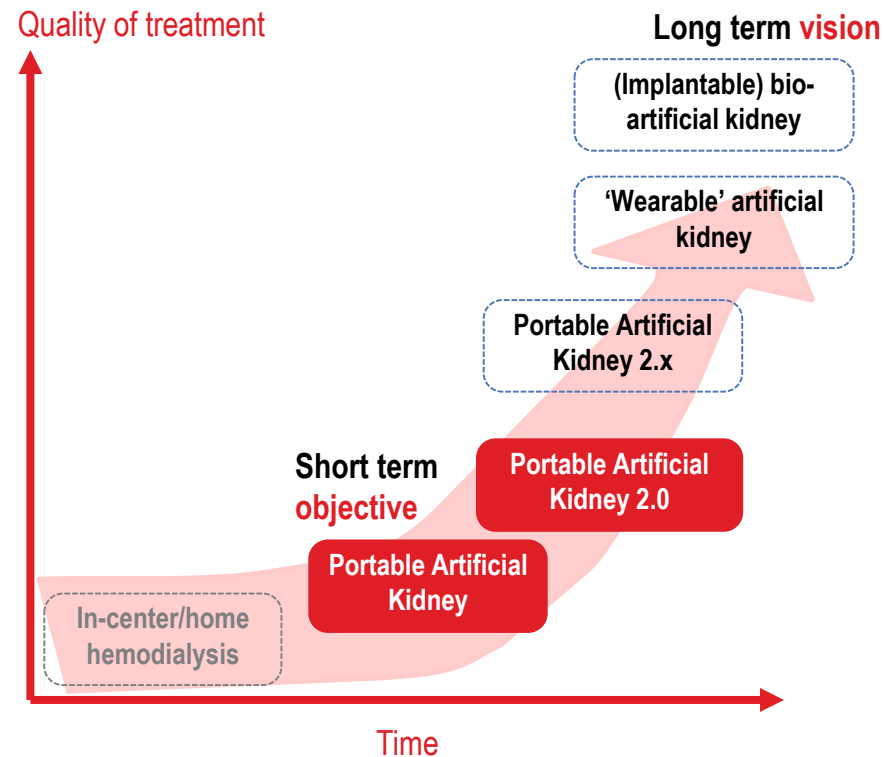 Quality of treatment
Long term vision
(Implantable) bio-
artificial kidney
‘Wearable’ artificial
kidney
Portable Artificial
Kidney 2.x
Short term
objective
Portable Artificial
Kidney 2.0
Portable Artificial
Kidney
In-center/home
hemodialysis
Time